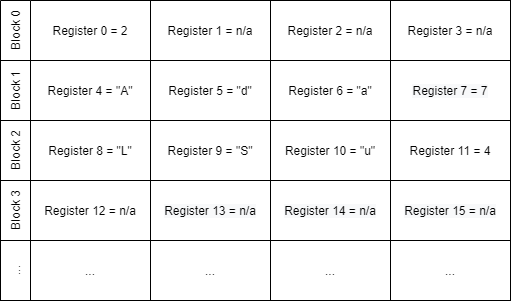 Block 0 Register 0 = 2 Register 1 = n/a Register 2 = n/a Register 3 = n/a
Block 1 Register 4 = "A" Register 5 = "d" Register 6 = "a" Register 7 = 7
Block 2 Register 8 = "L" Register 9 = "S" Register 10 = "u" Register 11 = 4
Block 3 Register 12 = n/a Register 13 = n/a Register 14 = n/a Register 15 = n/a
... ... ... ... ...